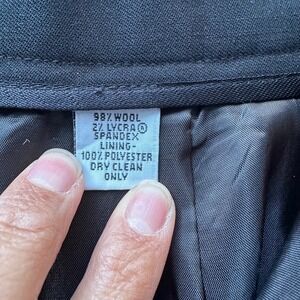 98% WOOL
2% LYCRA®
SPANDEX
LINING-
100% POLYESTER
DRY CLEAN
ONLY